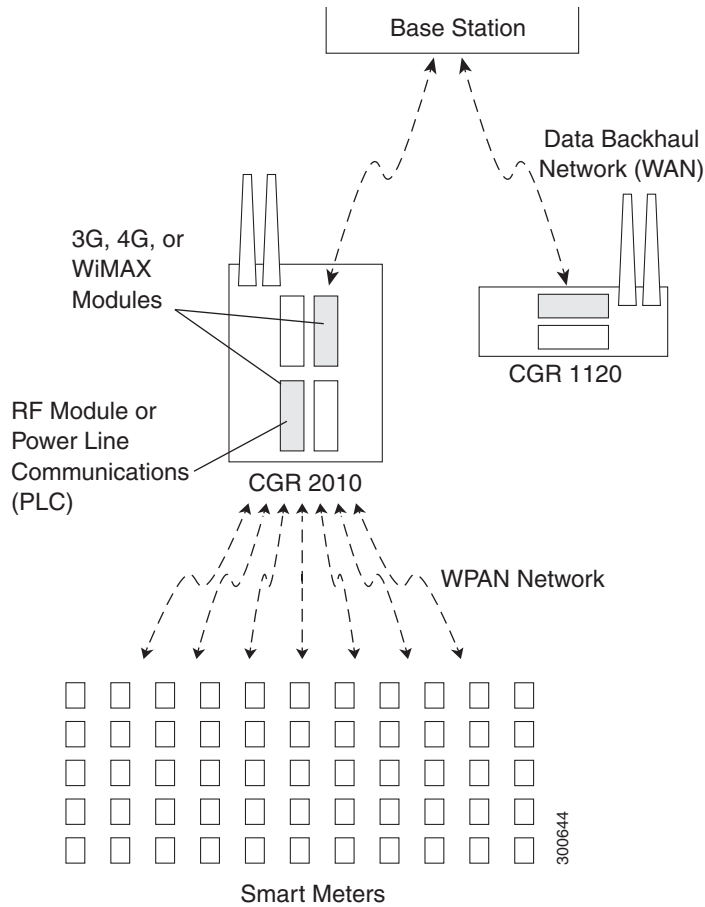 Base Station
Data Backhaul
Network (WAN)
3G, 4G, or
WiMAX
Modules
CGR 1120
RF Module or
Power Line
Communications
(PLC)
CGR 2010
WPAN Network
300644
Smart Meters